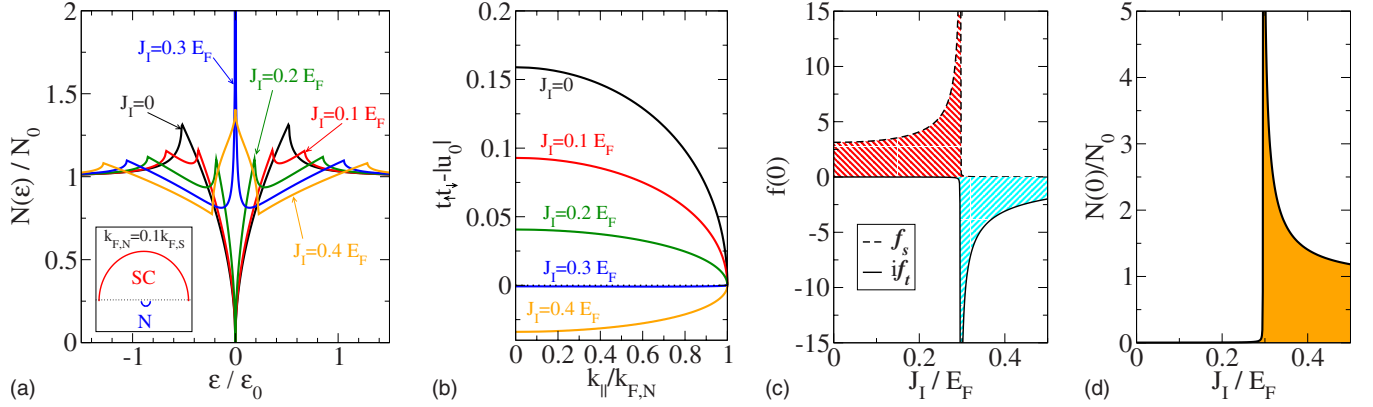 2
1.5
1
0.5
0
N(ε) / N_0
J_I=0.3 E_F
J_I=0.2 E_F
J_I=0
J_I=0.1 E_F
J_I=0.4 E_F
k_F,N=0.1k_F,S
SC
N
-1 0 1
ε / ε_0
(a)
0.15
0.1
0.05
0
t↑t↓-|u_0|
J_I=0
J_I=0.1 E_F
J_I=0.2 E_F
J_I=0.3 E_F
J_I=0.4 E_F
0 0.2 0.4 0.6 0.8 1
k_||/k_F,N
(b)
15
10
5
0
-5
-10
-15
f(0)
f_s
if_t
0 0.2 0.4
J_I / E_F
(c)
5
4
3
2
1
0
N(0)/N_0
0 0.2 0.4
J_I / E_F
(d)